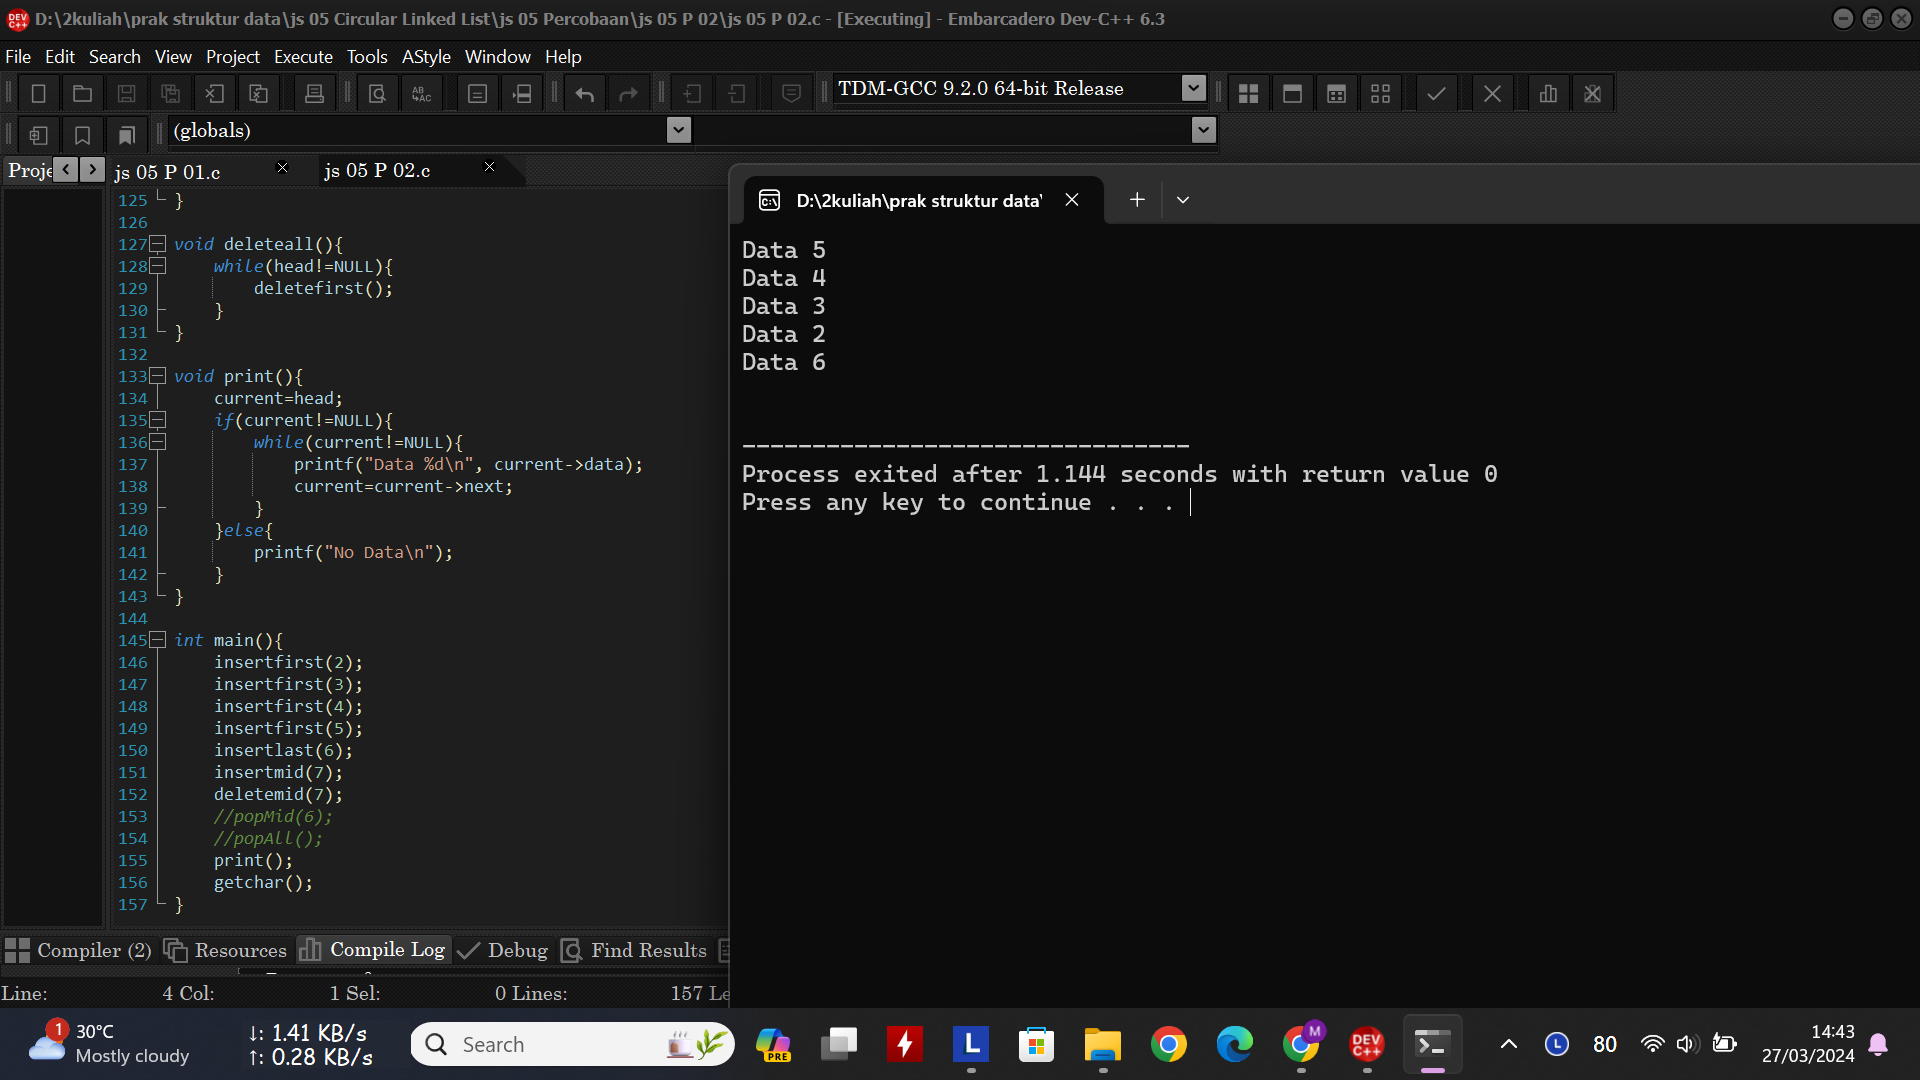 D:\2kuliah\prak struktur data\js 05 Circular Linked List\js 05 Percobaan\js 05 P 02\js 05 P 02.c - [Executing] - Embarcadero Dev-C++ 6.3
File Edit Search View Project Execute Tools AStyle Window Help
TDM-GCC 9.2.0 64-bit Release
(globals)
Proje
js 05 P 01.c
js 05 P 02.c
125 }
126
127 void deleteall(){
128 while(head!=NULL){
129 deletefirst();
130 }
131 }
132
133 void print(){
134 current=head;
135 if(current!=NULL){
136 while(current!=NULL){
137 printf("Data %d\n", current->data);
138 current=current->next;
139 }
140 }else{
141 printf("No Data\n");
142 }
143 }
144
145 int main(){
146 insertfirst(2);
147 insertfirst(3);
148 insertfirst(4);
149 insertfirst(5);
150 insertlast(6);
151 insertmid(7);
152 deletemid(7);
153 //popMid(6);
154 //popAll();
155 print();
156 getchar();
157 }
D:\2kuliah\prak struktur data\
Data 5
Data 4
Data 3
Data 2
Data 6
--------------------------------
Process exited after 1.144 seconds with return value 0
Press any key to continue . . .
Compiler (2) Resources Compile Log Debug Find Results
Line: 4 Col: 1 Sel: 0 Lines: 157 Le
1
30°C
Mostly cloudy
↓: 1.41 KB/s
↑: 0.28 KB/s
Search
PRE
L
M
DEV C++
L
80
14:43
27/03/2024